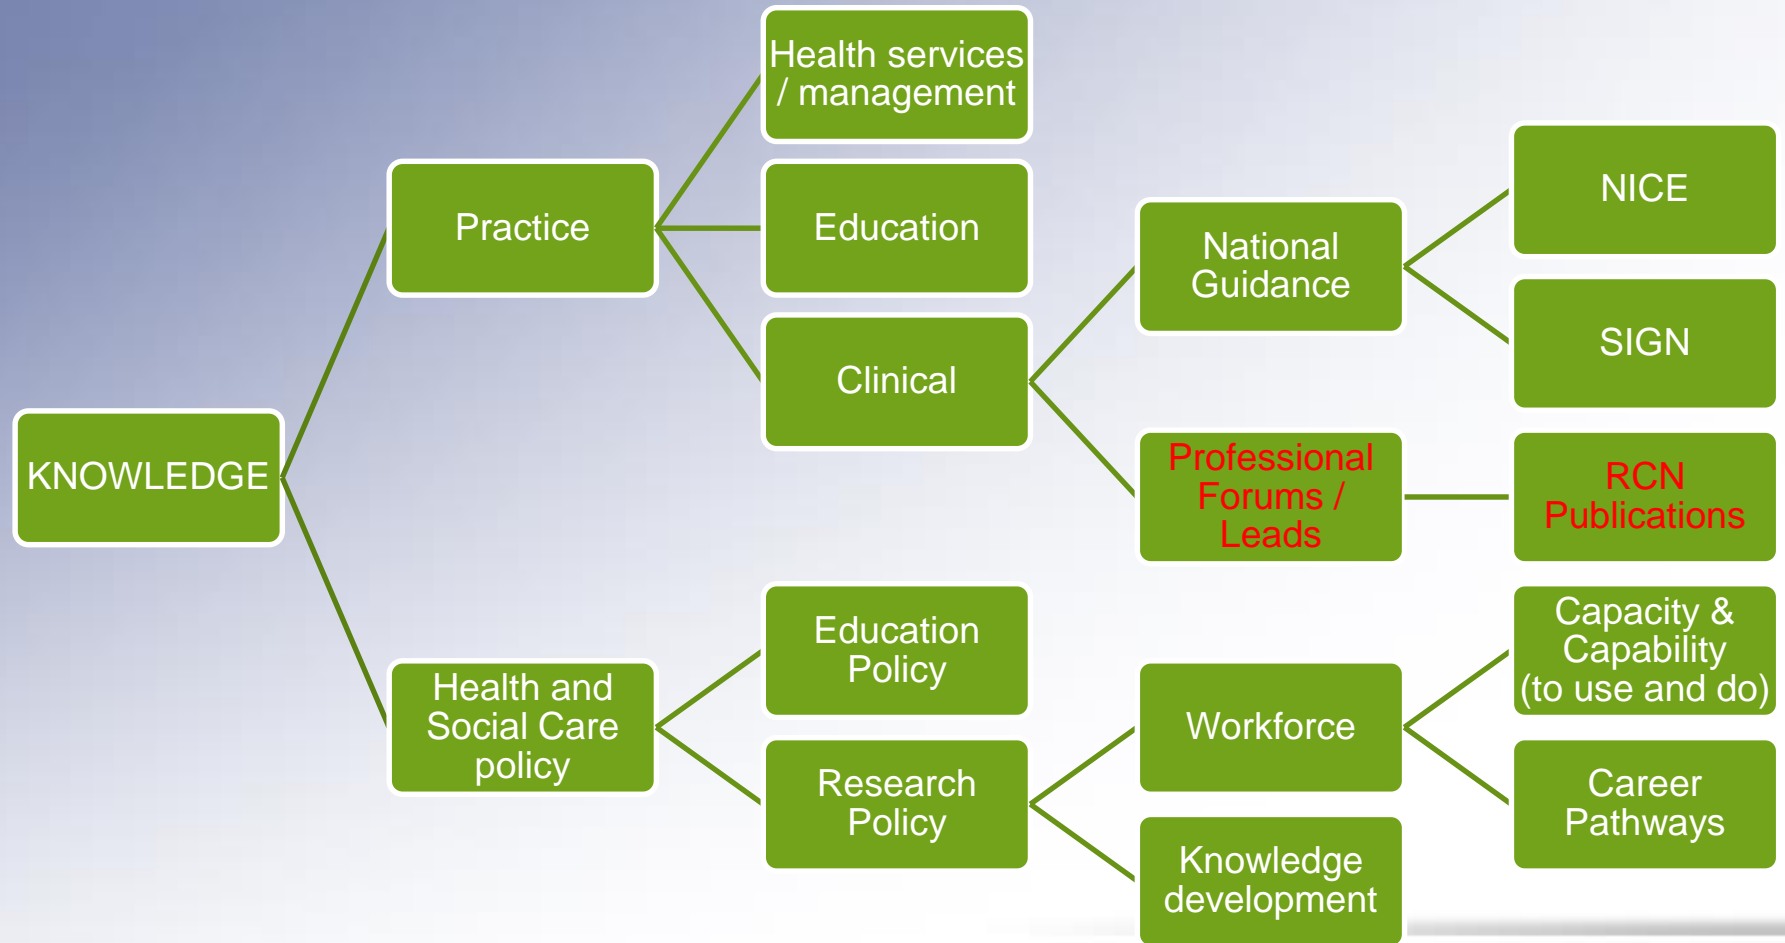 KNOWLEDGE
Practice
Health services
/ management
Education
Clinical
National
Guidance
NICE
SIGN
Professional
Forums /
Leads
RCN
Publications
Health and
Social Care
policy
Education
Policy
Research
Policy
Workforce
Capacity &
Capability
(to use and do)
Career
Pathways
Knowledge
development